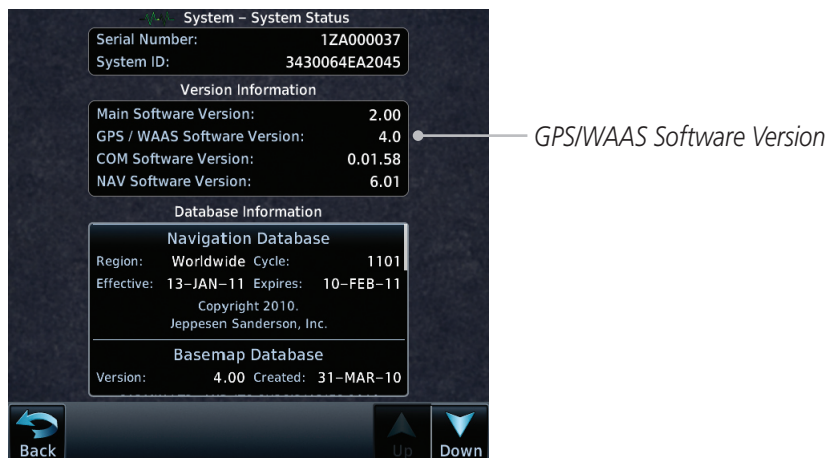 System – System Status
Serial Number: 1ZA000037
System ID: 3430064EA2045
Version Information
Main Software Version: 2.00
GPS / WAAS Software Version: 4.0
GPS/WAAS Software Version
COM Software Version: 0.01.58
NAV Software Version: 6.01
Database Information
Navigation Database
Region: Worldwide Cycle: 1101
Effective: 13-JAN-11 Expires: 10-FEB-11
Copyright 2010.
Jeppesen Sanderson, Inc.
Basemap Database
Version: 4.00 Created: 31-MAR-10
Back Up Down